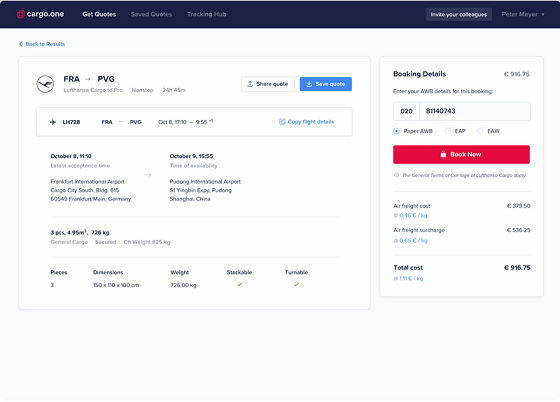 cargo.one
Get Quotes
Saved Quotes
Tracking Hub
Invite your colleagues
Peter Meyer
Back to Results
FRA → PVG
Lufthansa Cargo td.Pro Nonstop 24h 45m
Share quote
Save quote
LH728 FRA — PVG Oct 8, 17:10 – 9:55 +1
Copy flight details
October 8, 11:10
Latest acceptance time
Frankfurt International Airport
Cargo City South, Bldg. 615
60549 Frankfurt/Main, Germany
→
October 9, 15:55
Time of availability
Pudong International Airport
51 Yingbin Expy, Pudong
Shanghai, China
3 pcs, 4.95m³, 726 kg
General Cargo Secured Ch Weight 825 kg
Pieces Dimensions Weight Stackable Turnable
3 150 x 110 x 100 cm 726.00 kg ✓ ✓
Booking Details € 916.75
Enter your AWB details for this booking:
020 81140743
Paper AWB EAP EAW
Book Now
The General Terms of Carriage of Lufthansa Cargo apply.
Air freight cost € 379.50
@ 0.46 € / kg
Air freight surcharge € 536.25
@ 0.65 € / kg
Total cost € 916.75
@ 1.11 € / kg